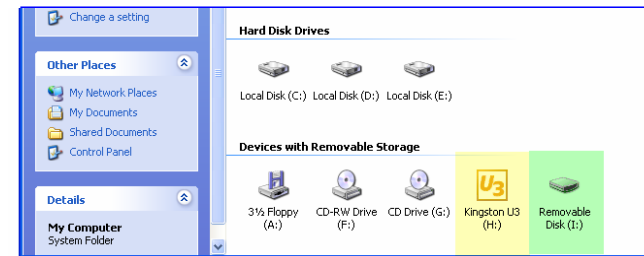 Change a setting
Other Places
My Network Places
My Documents
Shared Documents
Control Panel
Details
My Computer
System Folder
Hard Disk Drives
Local Disk (C:) Local Disk (D:) Local Disk (E:)
Devices with Removable Storage
U3
3½ Floppy (A:)
CD-RW Drive (F:)
CD Drive (G:)
Kingston U3 (H:)
Removable Disk (I:)